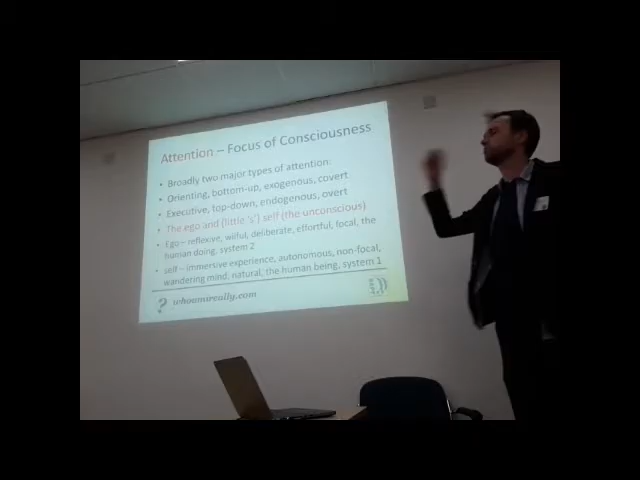 Attention – Focus of Consciousness
• Broadly two major types of attention:
• Orienting, bottom-up, exogenous, covert
• Executive, top-down, endogenous, overt
• The ego and (little 's') self (the unconscious)
• Ego – reflexive, wilful, deliberate, effortful, focal, the
human doing, system 2
• self – immersive experience, autonomous, non-focal,
wandering mind, natural, the human being, system 1
? whoamireally.com